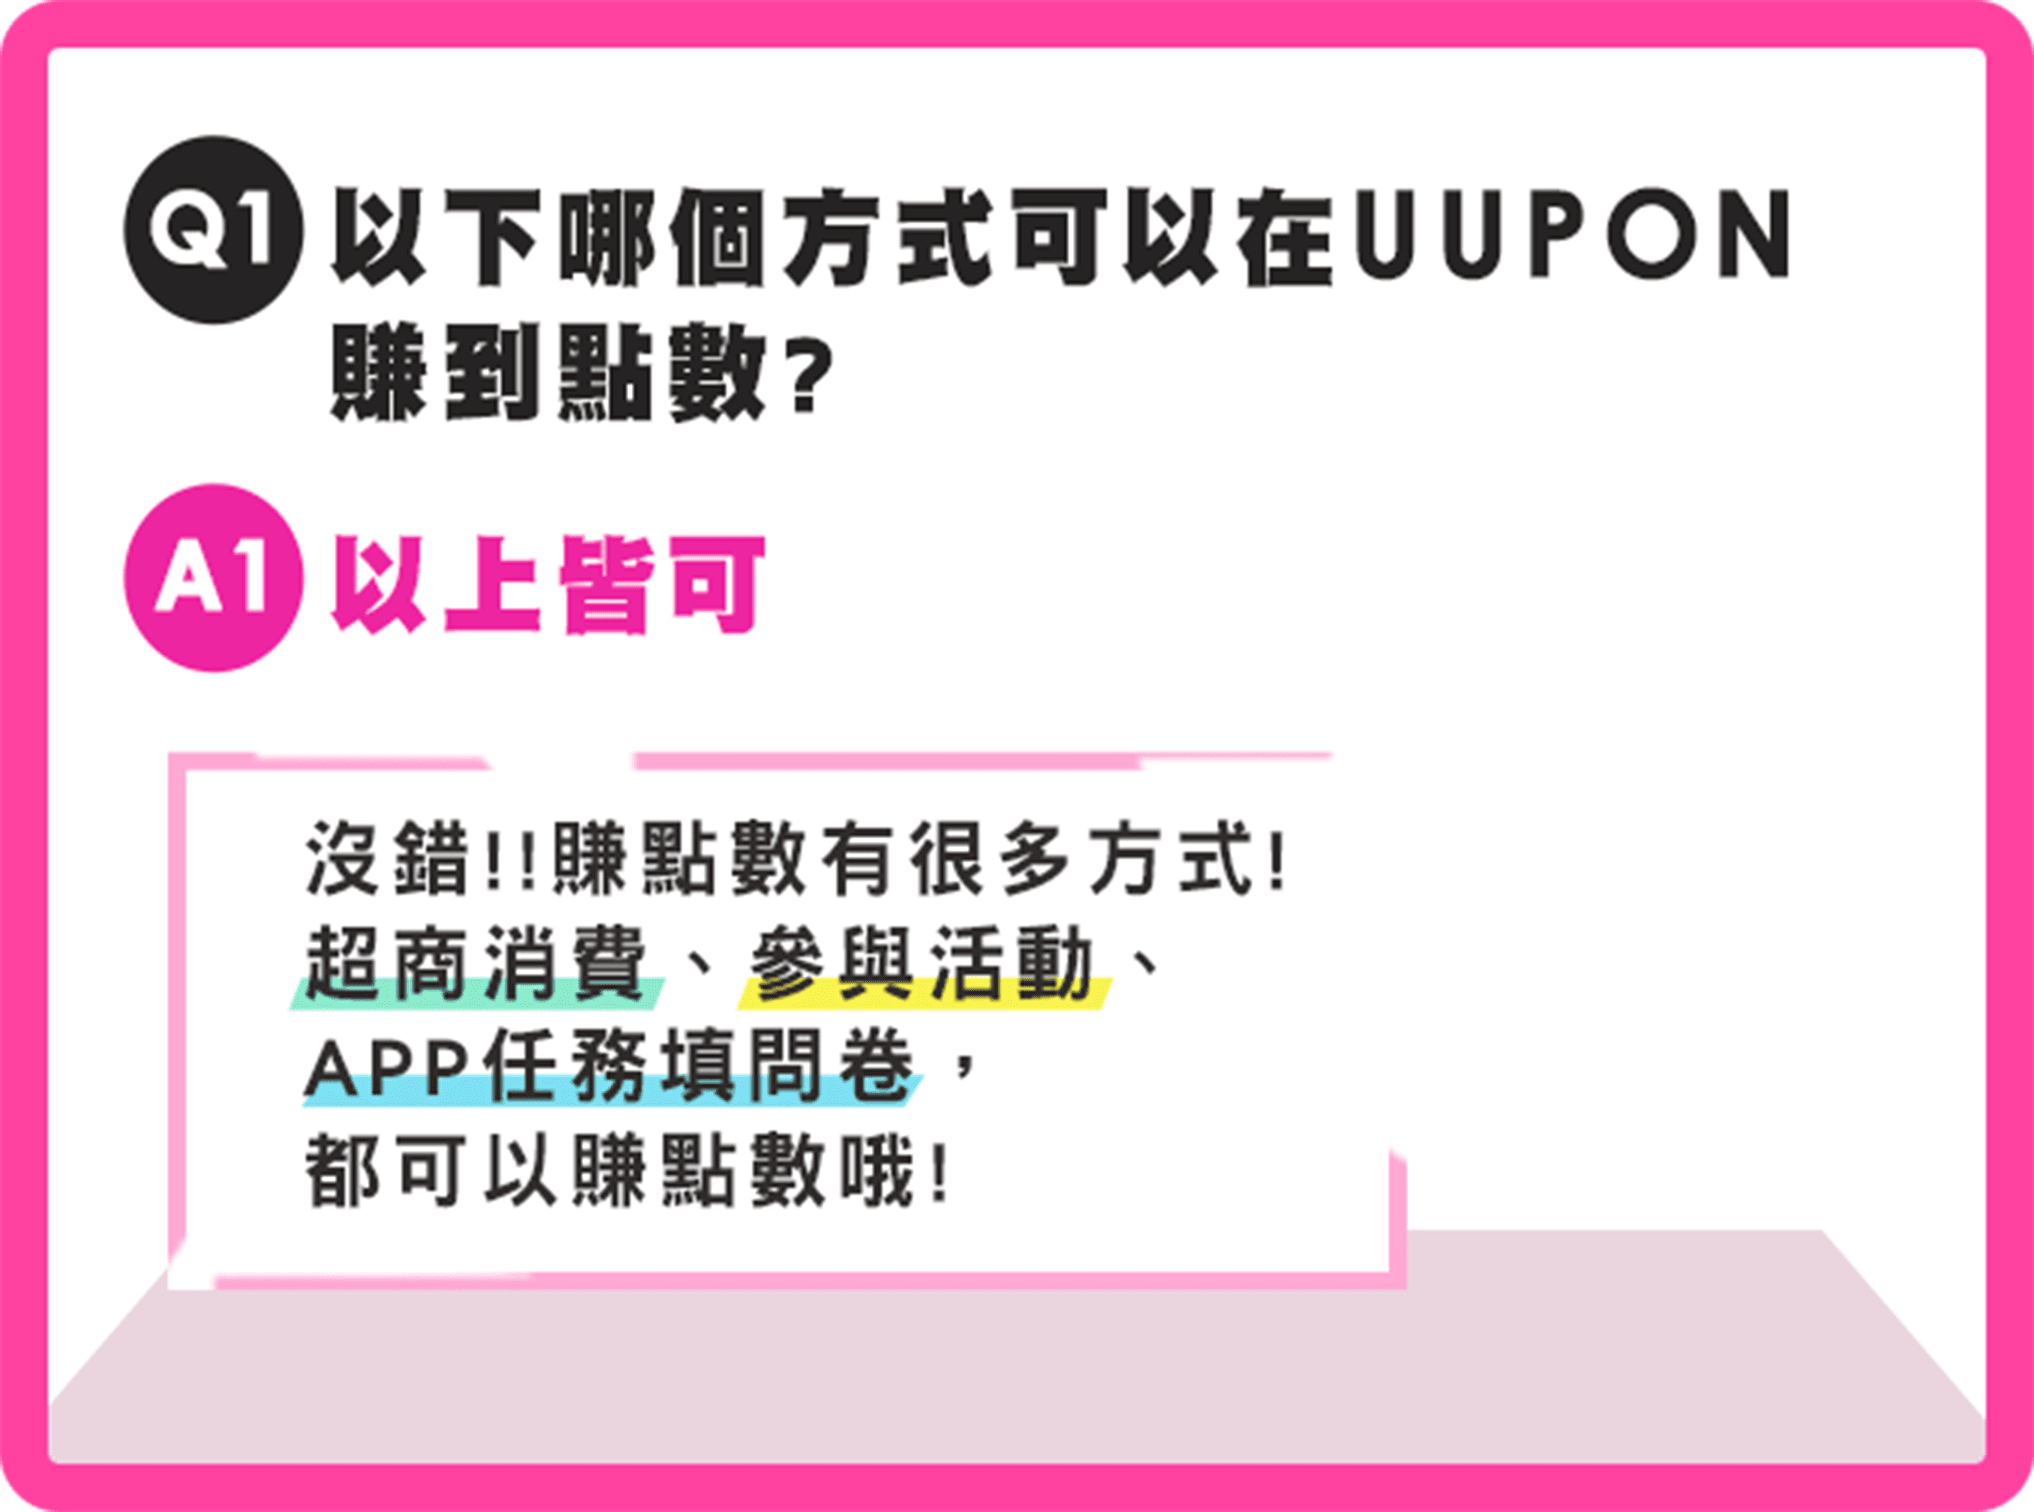 Q1 以下哪個方式可以在UUPON
賺到點數?
A1 以上皆可
沒錯!!賺點數有很多方式!
超商消費、參與活動、
APP任務填問卷，
都可以賺點數哦!